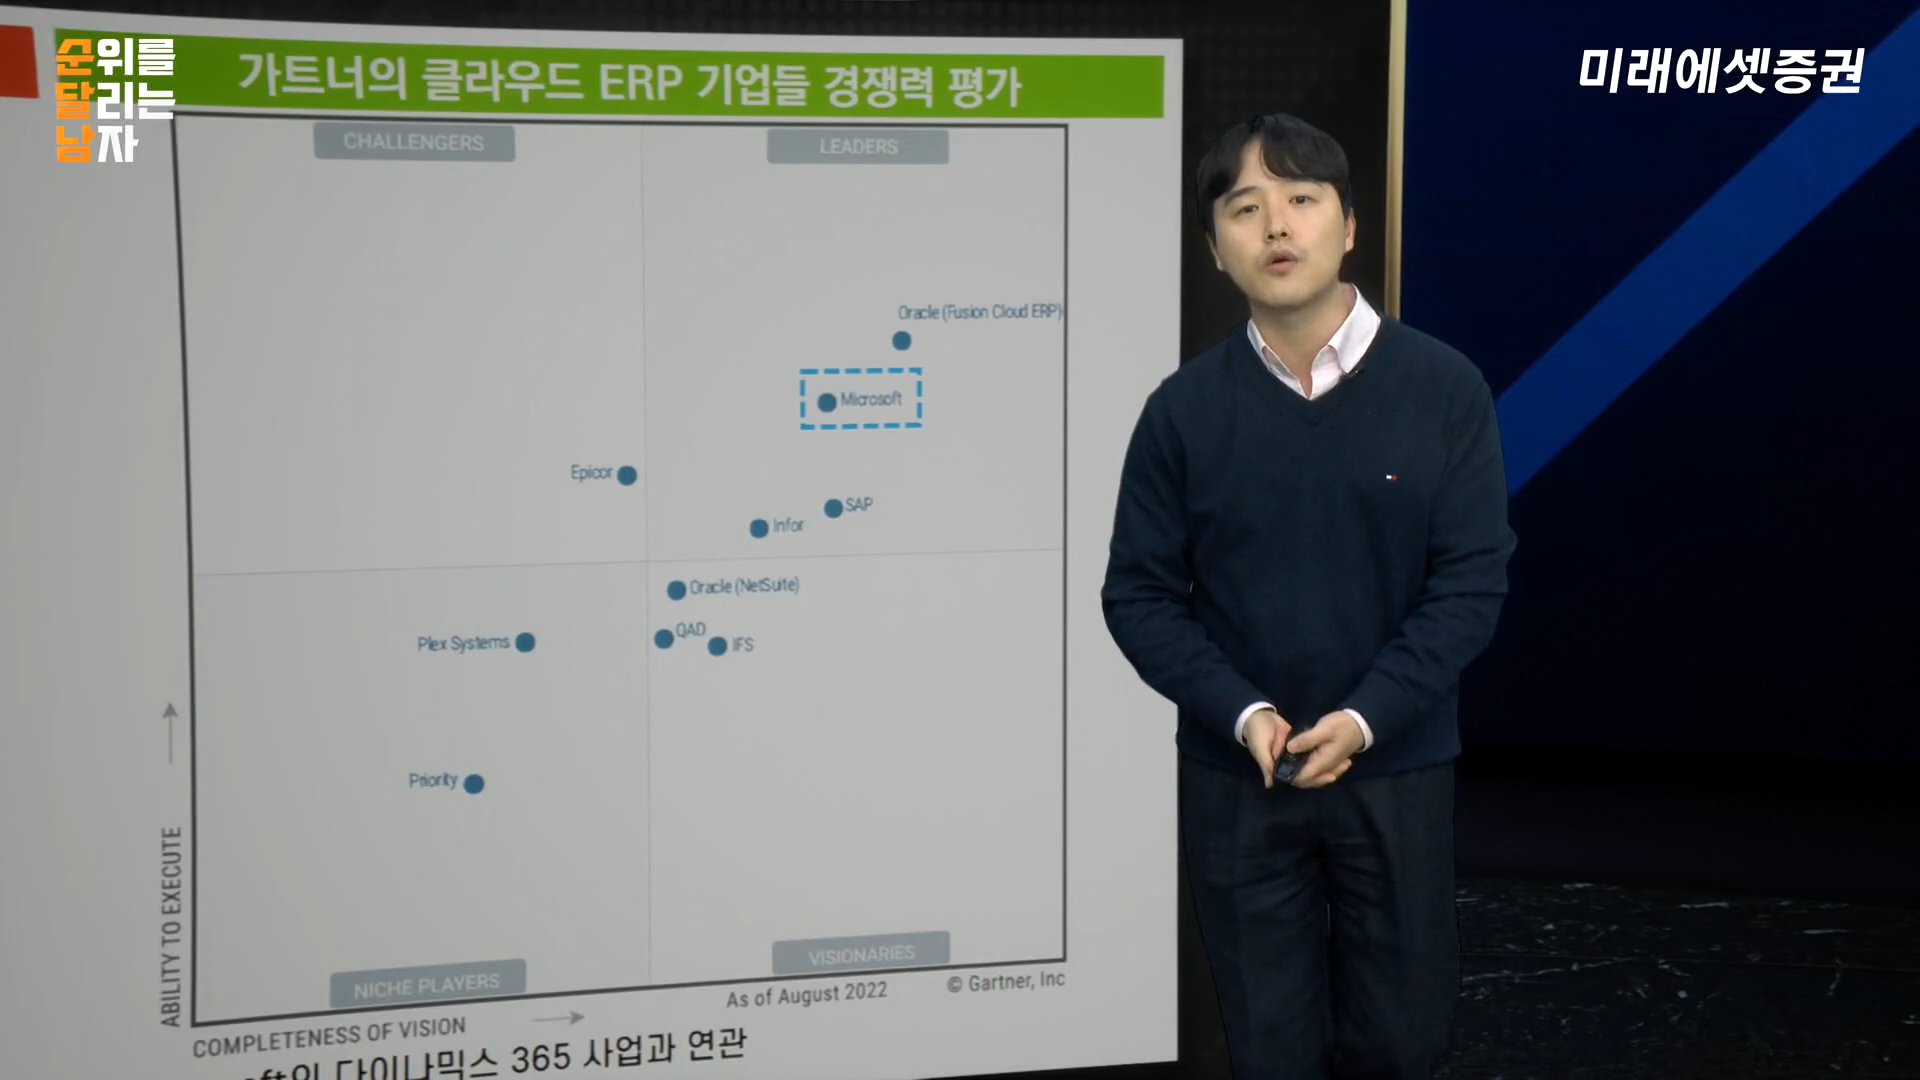 순위를
달리는
남자
미래에셋증권
가트너의 클라우드 ERP 기업들 경쟁력 평가
CHALLENGERS
LEADERS
Oracle (Fusion Cloud ERP)
Microsoft
Epicor
SAP
Infor
Oracle (NetSuite)
QAD
IFS
Plex Systems
Priority
ABILITY TO EXECUTE
NICHE PLAYERS
VISIONARIES
COMPLETENESS OF VISION
As of August 2022
© Gartner, Inc
다이나믹스 365 사업과 연관